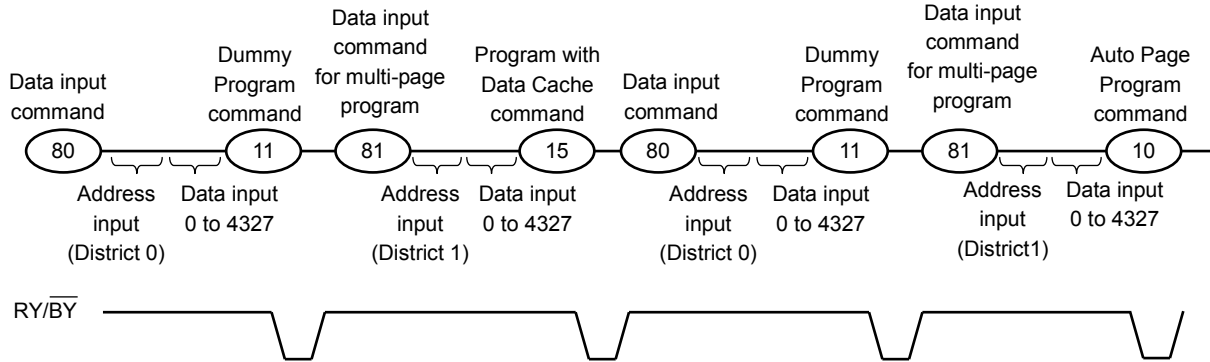 Data input
command
Dummy
Program
command
Data input
command
for multi-page
program
Program with
Data Cache
command
Data input
command
Dummy
Program
command
Data input
command
for multi-page
program
Auto Page
Program
command
80
11
81
15
80
11
81
10
Address
input
(District 0)
Data input
0 to 4327
Address
input
(District 1)
Data input
0 to 4327
Address
input
(District 0)
Data input
0 to 4327
Address
input
(District1)
Data input
0 to 4327
RY/B̅Y̅